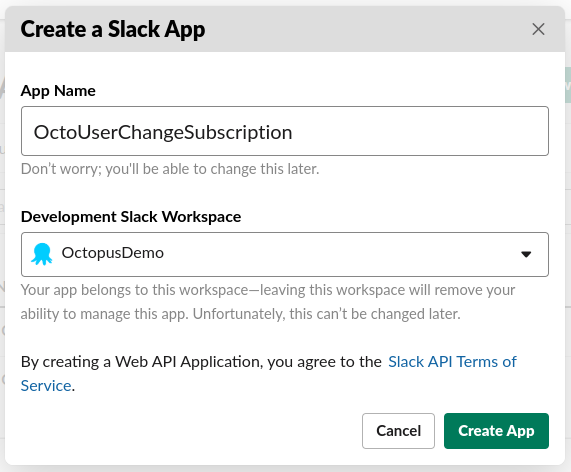 Create a Slack App
App Name
OctoUserChangeSubscription
Don’t worry; you'll be able to change this later.
Development Slack Workspace
OctopusDemo
Your app belongs to this workspace—leaving this workspace will remove your
ability to manage this app. Unfortunately, this can’t be changed later.
By creating a Web API Application, you agree to the Slack API Terms of
Service.
Cancel
Create App